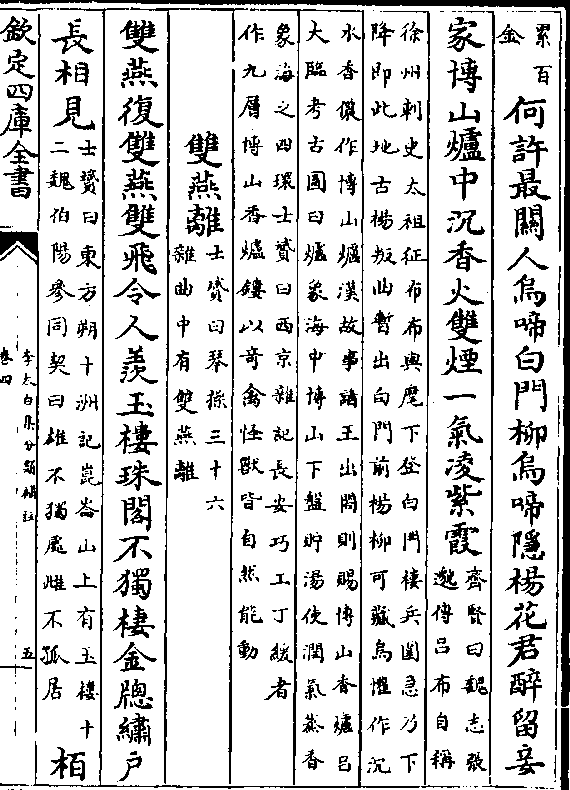 累百金何許最關人烏啼白門柳烏啼隱楊花君醉留妾
家博山爐中沉香火雙煙一氣凌紫霞齊賢曰魏志張邈傳吕布自稱
徐州刺史太祖征布布與麾下登白門樓兵圍急乃下
降即此地古楊叛曲暫出白門前楊柳可藏烏懽作沉
水香儂作博山爐漢故事諸王出閤則賜博山香爐吕
大臨考古圖曰爐象海中博山下盤貯湯使潤氣蒸香
象海之四環士贇曰西京雜記長安巧工丁緩者
作九層博山香爐鏤以竒禽怪獸皆自然能動
雙燕離士贇曰琴操三十六雜曲中有雙燕離
雙燕復雙燕雙飛令人羨玉樓珠閣不獨棲金牎繡户
長相見士贇曰東方朔十洲記崑崙山上有玉樓十二魏伯陽參同契曰雄不獨處雌不孤居栢
欽定四庫全書
李太白集分類補註
卷四
五